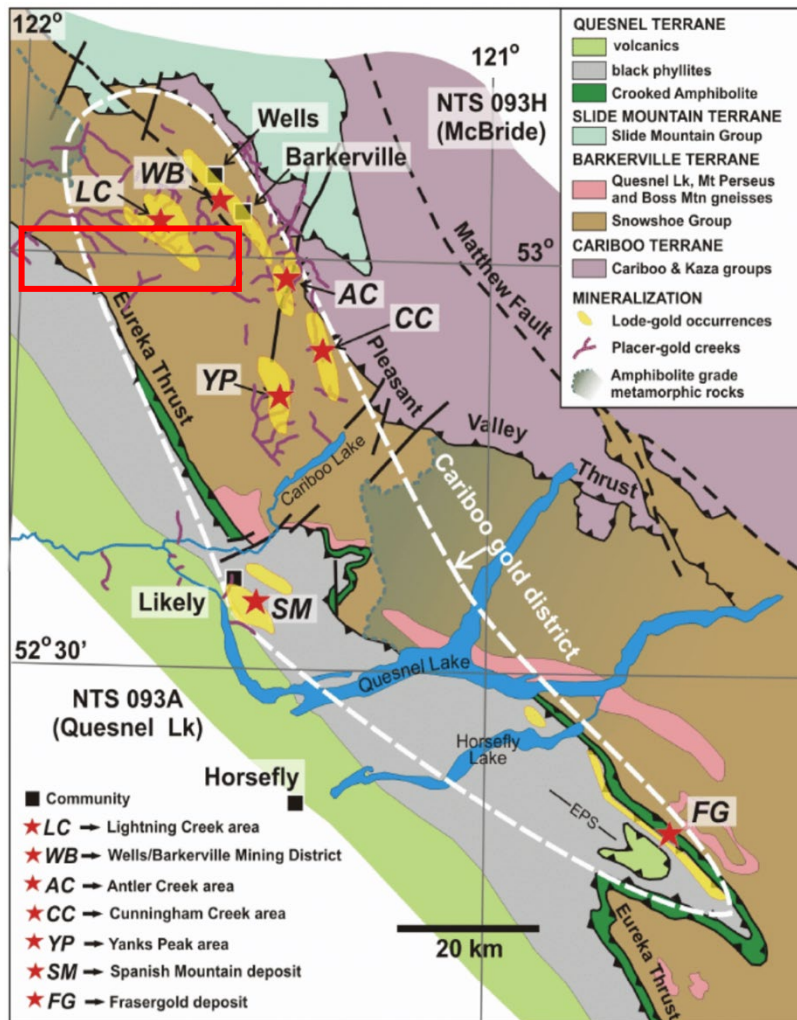 122°
121°
NTS 093H
(McBride)
Wells
Barkerville
WB
LC
53°
Matthew Fault
AC
CC
Eureka Thrust
YP
Pleasant
Valley
Thrust
Cariboo Lake
Cariboo gold district
Likely
SM
52° 30'
Quesnel Lake
NTS 093A
(Quesnel Lk)
Horsefly
Lake
Horsefly
FG
EPS
Eureka Thrust
20 km
QUESNEL TERRANE
volcanics
black phyllites
Crooked Amphibolite
SLIDE MOUNTAIN TERRANE
Slide Mountain Group
BARKERVILLE TERRANE
Quesnel Lk, Mt Perseus
and Boss Mtn gneisses
Snowshoe Group
CARIBOO TERRANE
Cariboo & Kaza groups
MINERALIZATION
Lode-gold occurrences
Placer-gold creeks
Amphibolite grade
metamorphic rocks
Community
LC → Lightning Creek area
WB → Wells/Barkerville Mining District
AC → Antler Creek area
CC → Cunningham Creek area
YP → Yanks Peak area
SM → Spanish Mountain deposit
FG → Frasergold deposit